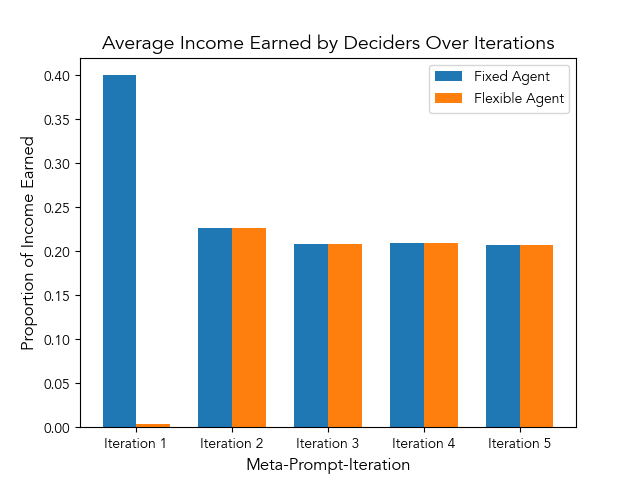 Average Income Earned by Deciders Over Iterations
Fixed Agent
Flexible Agent
Proportion of Income Earned
0.40
0.35
0.30
0.25
0.20
0.15
0.10
0.05
0.00
Iteration 1
Iteration 2
Iteration 3
Iteration 4
Iteration 5
Meta-Prompt-Iteration